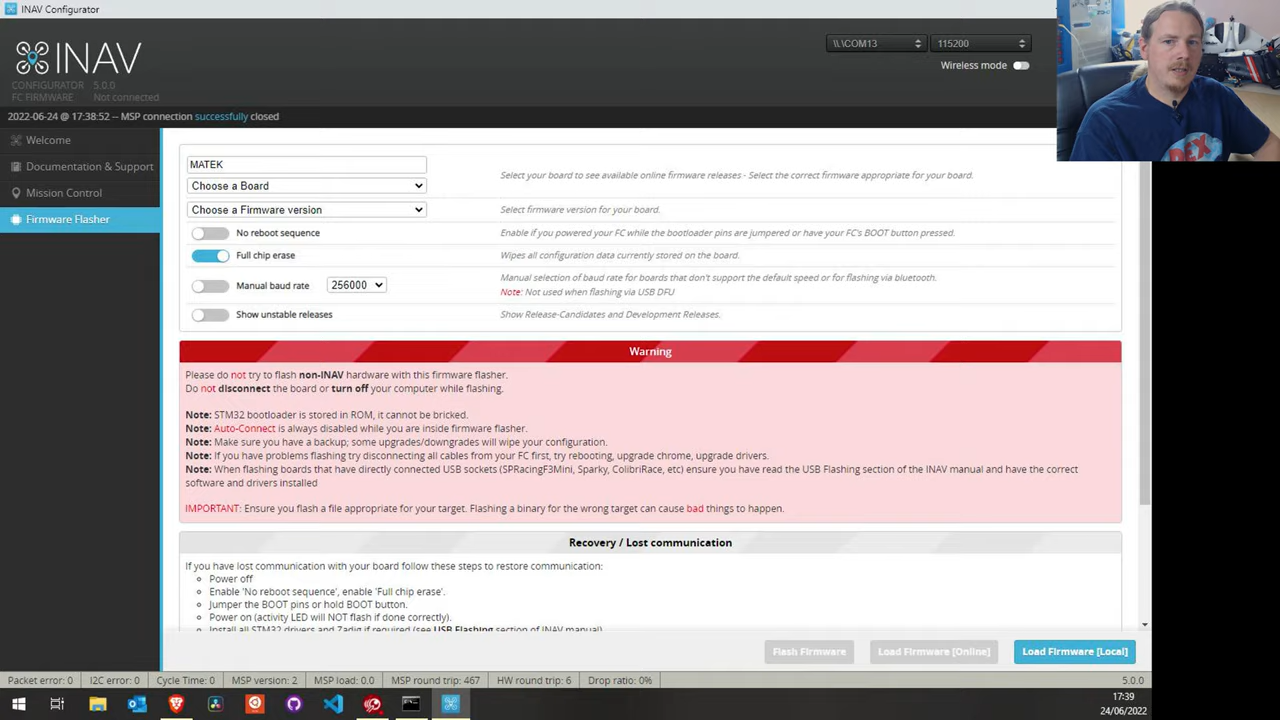 INAV Configurator
INAV
CONFIGURATOR 5.0.0
FC FIRMWARE Not connected
\\.\COM13
115200
Wireless mode
2022-06-24 @ 17:38:52 -- MSP connection successfully closed
Welcome
Documentation & Support
Mission Control
Firmware Flasher
MATEK
Choose a Board
Select your board to see available online firmware releases - Select the correct firmware appropriate for your board.
Choose a Firmware version
Select firmware version for your board.
No reboot sequence
Enable if you powered your FC while the bootloader pins are jumpered or have your FC's BOOT button pressed.
Full chip erase
Wipes all configuration data currently stored on the board.
Manual baud rate
256000
Manual selection of baud rate for boards that don't support the default speed or for flashing via bluetooth.
Note: Not used when flashing via USB DFU
Show unstable releases
Show Release-Candidates and Development Releases.
Warning
Please do not try to flash non-INAV hardware with this firmware flasher.
Do not disconnect the board or turn off your computer while flashing.
Note: STM32 bootloader is stored in ROM, it cannot be bricked.
Note: Auto-Connect is always disabled while you are inside firmware flasher.
Note: Make sure you have a backup; some upgrades/downgrades will wipe your configuration.
Note: If you have problems flashing try disconnecting all cables from your FC first, try rebooting, upgrade chrome, upgrade drivers.
Note: When flashing boards that have directly connected USB sockets (SPRacingF3Mini, Sparky, ColibriRace, etc) ensure you have read the USB Flashing section of the INAV manual and have the correct
software and drivers installed
IMPORTANT: Ensure you flash a file appropriate for your target. Flashing a binary for the wrong target can cause bad things to happen.
Recovery / Lost communication
If you have lost communication with your board follow these steps to restore communication:
Power off
Enable 'No reboot sequence', enable 'Full chip erase'.
Jumper the BOOT pins or hold BOOT button.
Power on (activity LED will NOT flash if done correctly).
Install all STM32 drivers and Zadig if required (see USB Flashing section of INAV manual)
Flash Firmware
Load Firmware [Online]
Load Firmware [Local]
Packet error: 0
I2C error: 0
Cycle Time: 0
MSP version: 2
MSP load: 0.0
MSP round trip: 467
HW round trip: 6
Drop ratio: 0%
5.0.0
17:39
24/06/2022